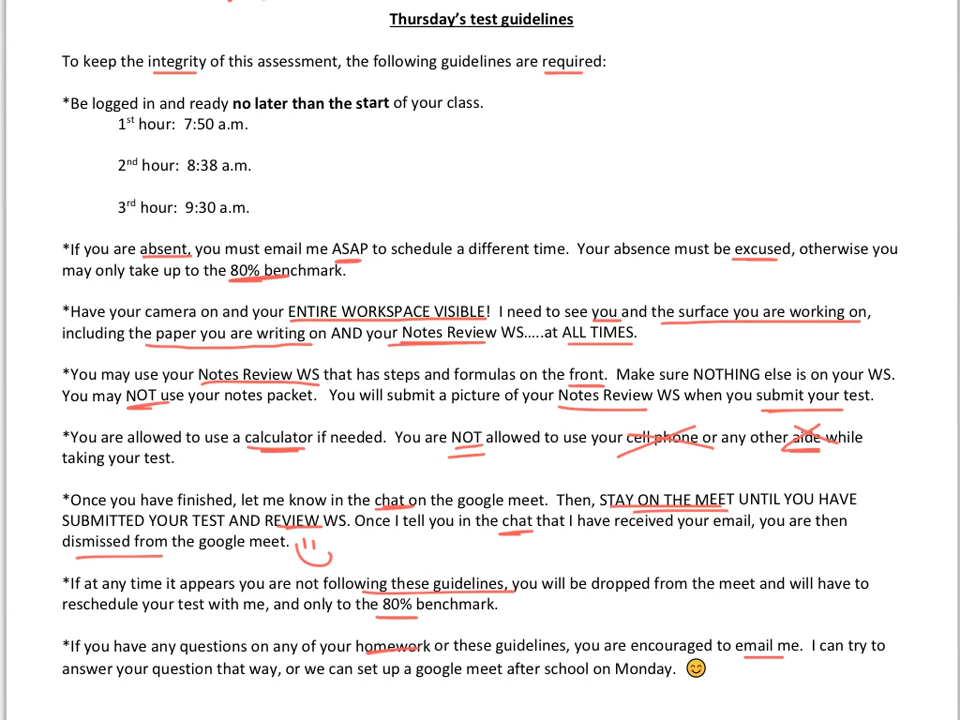 Thursday's test guidelines
To keep the integrity of this assessment, the following guidelines are required:
*Be logged in and ready no later than the start of your class.
1st hour:  7:50 a.m.
2nd hour:  8:38 a.m.
3rd hour:  9:30 a.m.
*If you are absent, you must email me ASAP to schedule a different time.  Your absence must be excused, otherwise you
may only take up to the 80% benchmark.
*Have your camera on and your ENTIRE WORKSPACE VISIBLE!  I need to see you and the surface you are working on,
including the paper you are writing on AND your Notes Review WS…..at ALL TIMES.
*You may use your Notes Review WS that has steps and formulas on the front.  Make sure NOTHING else is on your WS.
You may NOT use your notes packet.   You will submit a picture of your Notes Review WS when you submit your test.
*You are allowed to use a calculator if needed.  You are NOT allowed to use your cell phone or any other aide while
taking your test.
*Once you have finished, let me know in the chat on the google meet.  Then, STAY ON THE MEET UNTIL YOU HAVE
SUBMITTED YOUR TEST AND REVIEW WS. Once I tell you in the chat that I have received your email, you are then
dismissed from the google meet.
*If at any time it appears you are not following these guidelines, you will be dropped from the meet and will have to
reschedule your test with me, and only to the 80% benchmark.
*If you have any questions on any of your homework or these guidelines, you are encouraged to email me.  I can try to
answer your question that way, or we can set up a google meet after school on Monday.  😊